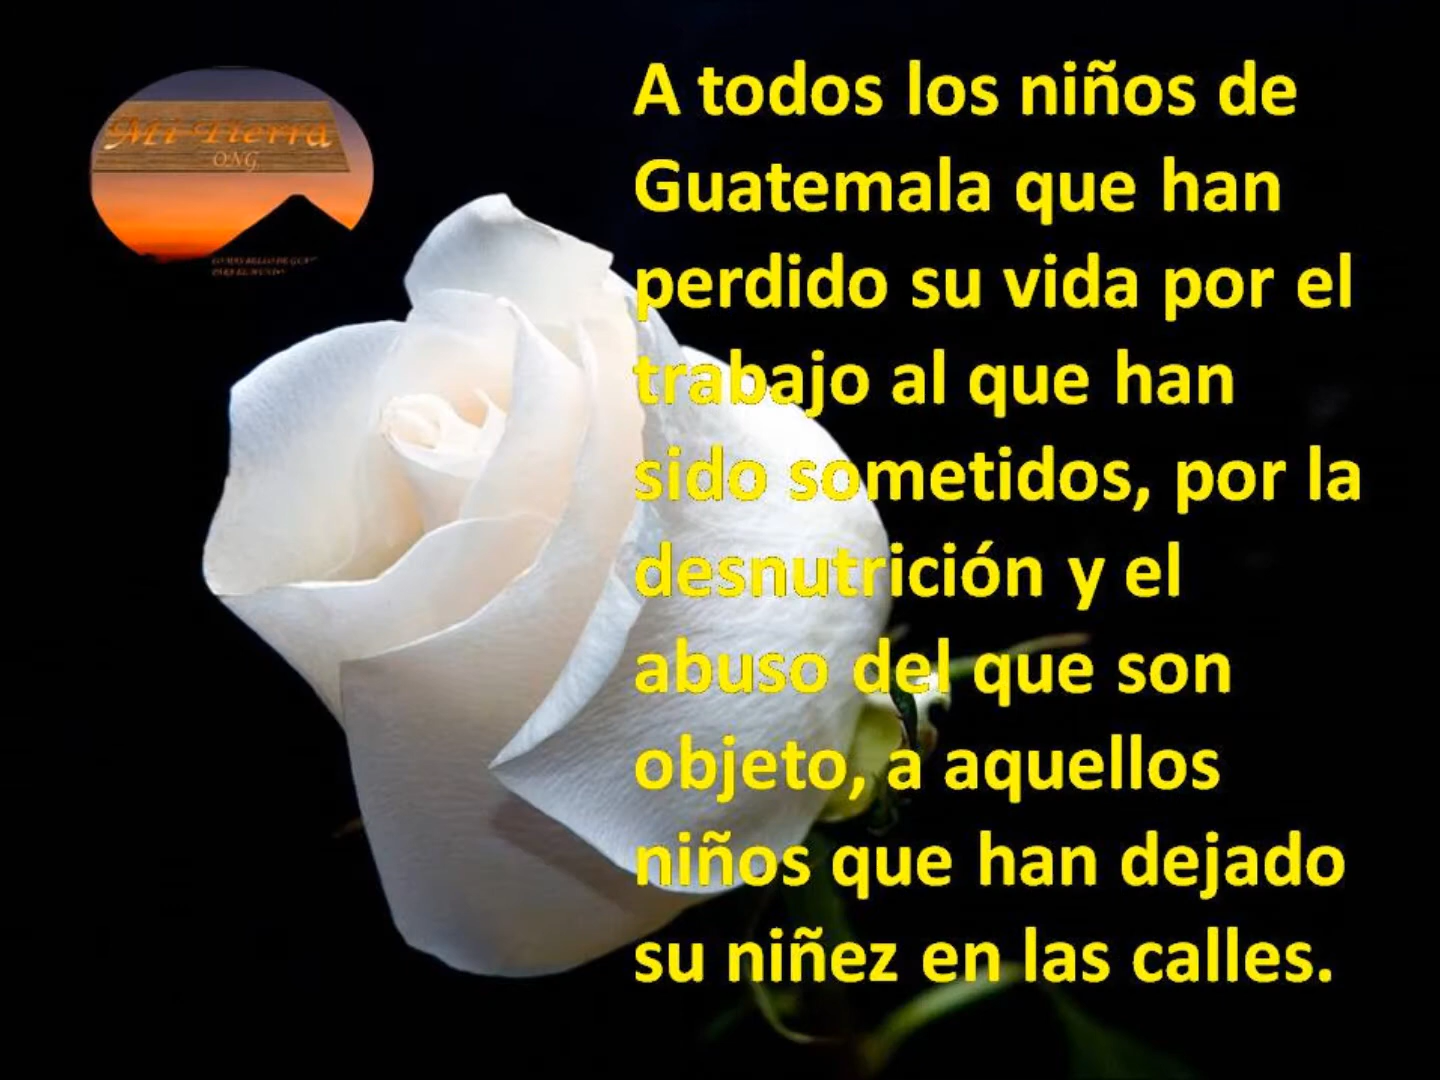 Mi Tierra
ONG
A todos los niños de
Guatemala que han
perdido su vida por el
trabajo al que han
sido sometidos, por la
desnutrición y el
abuso del que son
objeto, a aquellos
niños que han dejado
su niñez en las calles.